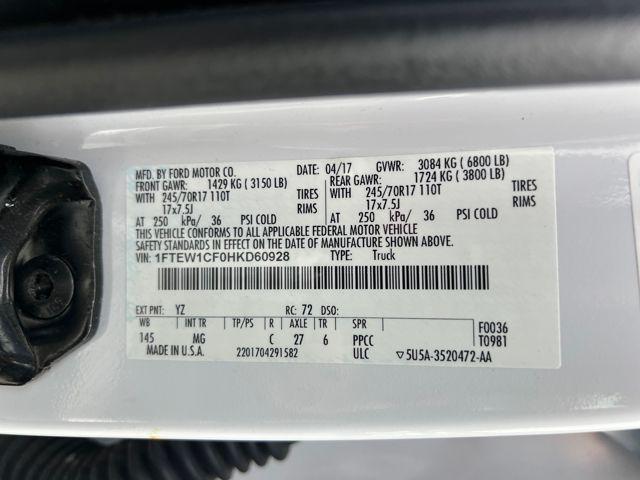 MFD. BY FORD MOTOR CO. 04/17 GVWR: 3084 KG ( 6800 LB)
FRONT GAWR: 1429 KG ( 3150 LB) REAR GAWR: 1724 KG ( 3800 LB)
WITH 245/70R17 110T TIRES WITH 245/70R17 110T TIRES
17x7.5J RIMS 17x7.5J RIMS
AT 250 kPa/ 36 PSI COLD AT 250 kPa/ 36 PSI COLD
THIS VEHICLE CONFORMS TO ALL APPLICABLE FEDERAL MOTOR VEHICLE
SAFETY STANDARDS IN EFFECT ON THE DATE OF MANUFACTURE SHOWN ABOVE.
VIN: 1FTEW1CF0HKD60928 TYPE: Truck
EXT PNT: YZ RC: 72 DSO:
WB INT TR TP/PS R AXLE TR SPR F0036
145 MG C 27 6 PPCC T0981
MADE IN U.S.A. 2201704291582 ULC ▽5U5A-3520472-AA